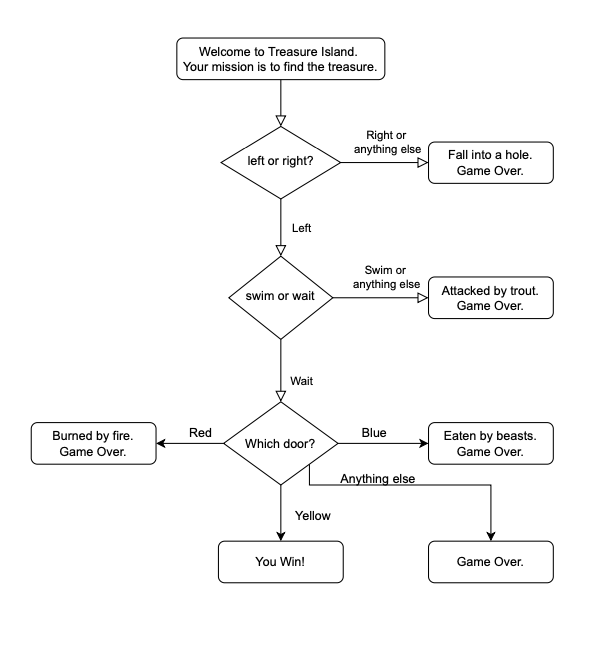 Welcome to Treasure Island.
Your mission is to find the treasure.
left or right?
Right or
anything else
Fall into a hole.
Game Over.
Left
swim or wait
Swim or
anything else
Attacked by trout.
Game Over.
Wait
Burned by fire.
Game Over.
Red
Which door?
Blue
Eaten by beasts.
Game Over.
Anything else
Yellow
You Win!
Game Over.